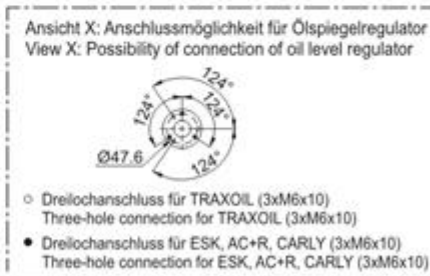 Ansicht X: Anschlussmöglichkeit für Ölspiegelregulator
View X: Possibility of connection of oil level regulator
124°
124°
124°
Ø47.6
124°
○ Dreilochanschluss für TRAXOIL (3xM6x10)
Three-hole connection for TRAXOIL (3xM6x10)
● Dreilochanschluss für ESK, AC+R, CARLY (3xM6x10)
Three-hole connection for ESK, AC+R, CARLY (3xM6x10)